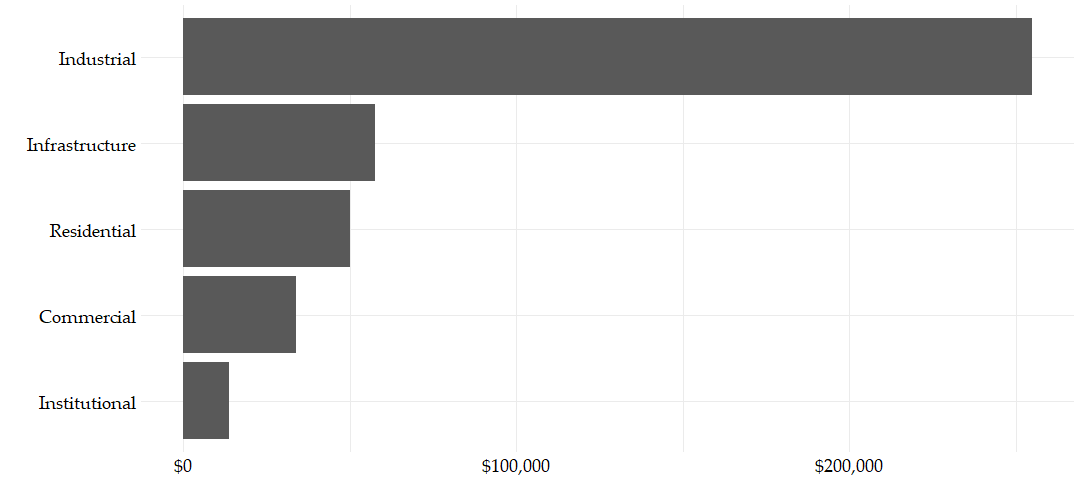 Industrial
Infrastructure
Residential
Commercial
Institutional
$0 $100,000 $200,000